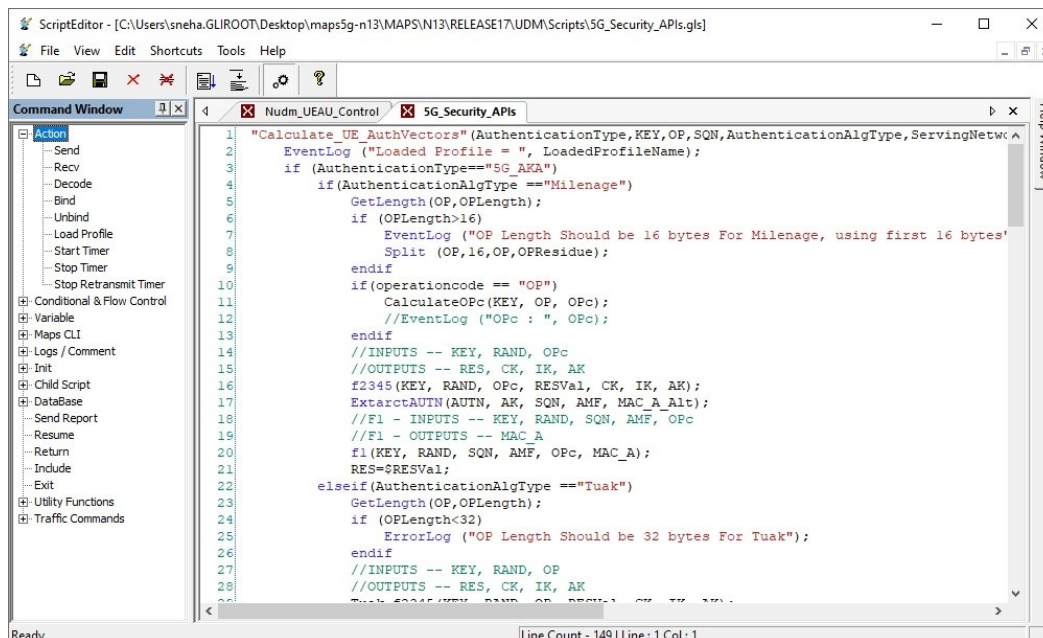 ScriptEditor - [C:\Users\sneha.GLIROOT\Desktop\maps5g-n13\MAPS\N13\RELEASE17\UDM\Scripts\5G_Security_APIs.gls]
File View Edit Shortcuts Tools Help
Command Window
Nudm_UEAU_Control 5G_Security_APIs
Action
Send
Recv
Decode
Bind
Unbind
Load Profile
Start Timer
Stop Timer
Stop Retransmit Timer
Conditional & Flow Control
Variable
Maps CLI
Logs / Comment
Init
Child Script
DataBase
Send Report
Resume
Return
Include
Exit
Utility Functions
Traffic Commands
1 "Calculate_UE_AuthVectors"(AuthenticationType,KEY,OP,SQN,AuthenticationAlgType,ServingNetwo
2 EventLog ("Loaded Profile = ", LoadedProfileName);
3 if (AuthenticationType=="5G_AKA")
4 if(AuthenticationAlgType =="Milenage")
5 GetLength(OP,OPLength);
6 if (OPLength>16)
7 EventLog ("OP Length Should be 16 bytes For Milenage, using first 16 bytes"
8 Split (OP,16,OP,OPResidue);
9 endif
10 if(operationcode == "OP")
11 CalculateOPc(KEY, OP, OPc);
12 //EventLog ("OPc : ", OPc);
13 endif
14 //INPUTS -- KEY, RAND, OPc
15 //OUTPUTS -- RES, CK, IK, AK
16 f2345(KEY, RAND, OPc, RESVal, CK, IK, AK);
17 ExtarctAUTN(AUTN, AK, SQN, AMF, MAC_A_Alt);
18 //F1 - INPUTS -- KEY, RAND, SQN, AMF, OPc
19 //F1 - OUTPUTS -- MAC_A
20 f1(KEY, RAND, SQN, AMF, OPc, MAC_A);
21 RES=$RESVal;
22 elseif(AuthenticationAlgType =="Tuak")
23 GetLength(OP,OPLength);
24 if (OPLength<32)
25 ErrorLog ("OP Length Should be 32 bytes For Tuak");
26 endif
27 //INPUTS -- KEY, RAND, OP
28 //OUTPUTS -- RES, CK, IK, AK
Help Window
Ready
Line Count - 149 | Line : 1 Col : 1